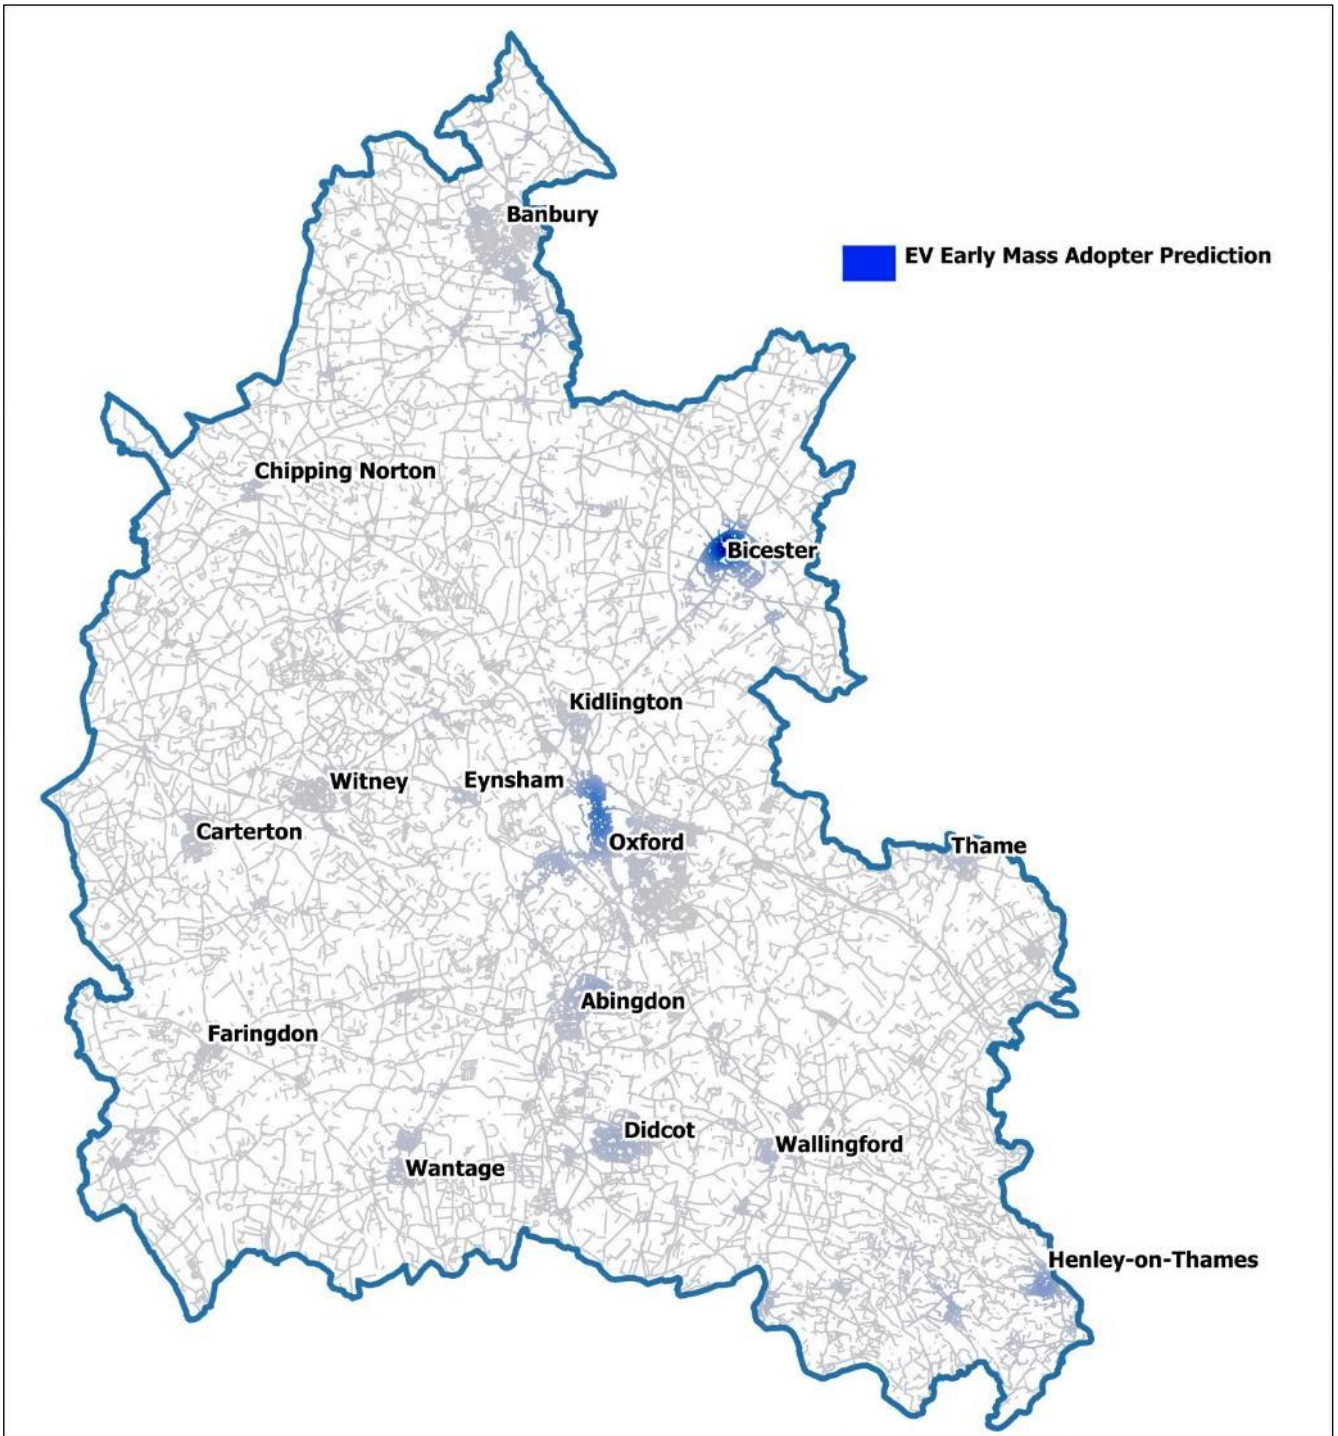 Banbury
EV Early Mass Adopter Prediction
Chipping Norton
Bicester
Kidlington
Witney
Eynsham
Carterton
Oxford
Thame
Abingdon
Faringdon
Didcot
Wallingford
Wantage
Henley-on-Thames